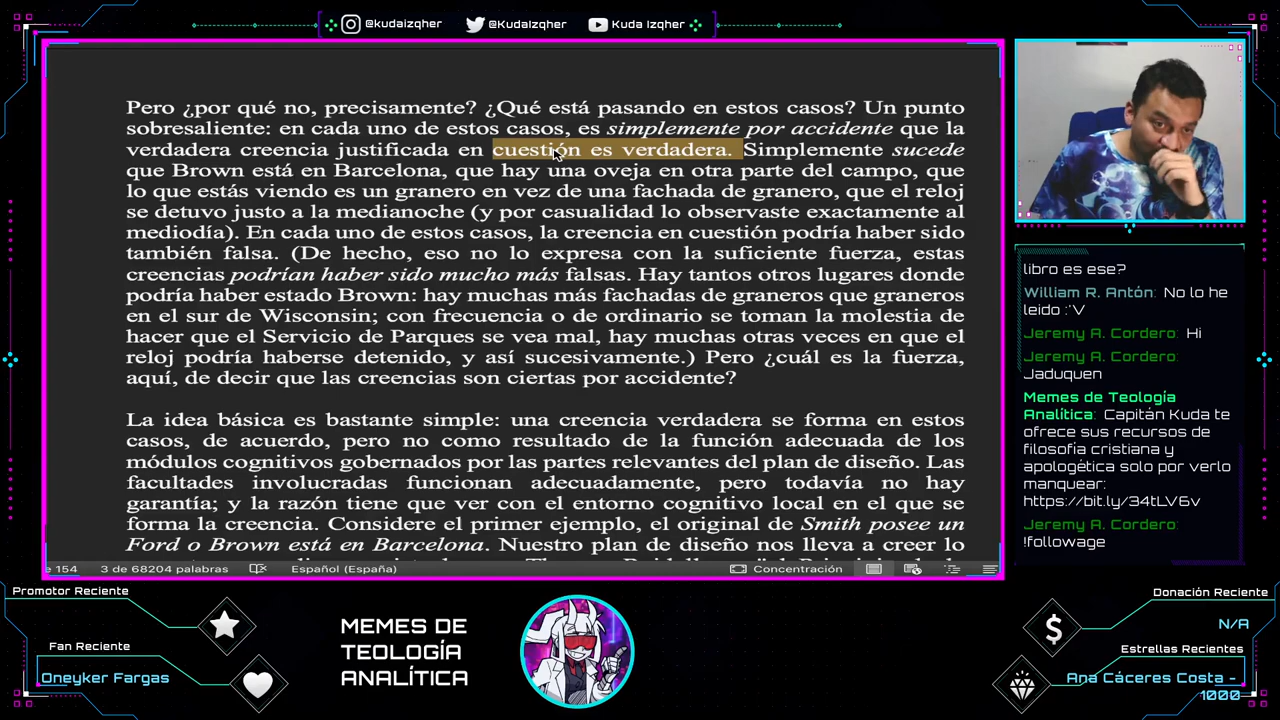 @kudaizqher
@Kudaizqher
Kuda Izqher
Pero ¿por qué no, precisamente? ¿Qué está pasando en estos casos? Un punto
sobresaliente: en cada uno de estos casos, es simplemente por accidente que la
verdadera creencia justificada en cuestión es verdadera. Simplemente sucede
que Brown está en Barcelona, que hay una oveja en otra parte del campo, que
lo que estás viendo es un granero en vez de una fachada de granero, que el reloj
se detuvo justo a la medianoche (y por casualidad lo observaste exactamente al
mediodía). En cada uno de estos casos, la creencia en cuestión podría haber sido
también falsa. (De hecho, eso no lo expresa con la suficiente fuerza, estas
creencias podrían haber sido mucho más falsas. Hay tantos otros lugares donde
podría haber estado Brown: hay muchas más fachadas de graneros que graneros
en el sur de Wisconsin; con frecuencia o de ordinario se toman la molestia de
hacer que el Servicio de Parques se vea mal, hay muchas otras veces en que el
reloj podría haberse detenido, y así sucesivamente.) Pero ¿cuál es la fuerza,
aquí, de decir que las creencias son ciertas por accidente?
La idea básica es bastante simple: una creencia verdadera se forma en estos
casos, de acuerdo, pero no como resultado de la función adecuada de los
módulos cognitivos gobernados por las partes relevantes del plan de diseño. Las
facultades involucradas funcionan adecuadamente, pero todavía no hay
garantía; y la razón tiene que ver con el entorno cognitivo local en el que se
forma la creencia. Considere el primer ejemplo, el original de Smith posee un
Ford o Brown está en Barcelona. Nuestro plan de diseño nos lleva a creer lo
e 154 3 de 68204 palabras Español (España) Concentración
libro es ese?
William R. Antón: No lo he
leido :'V
Jeremy A. Cordero: Hi
Jeremy A. Cordero:
Jaduquen
Memes de Teología
Analítica: Capitán Kuda te
ofrece sus recursos de
filosofía cristiana y
apologética solo por verlo
manquear:
https://bit.ly/34tLV6v
Jeremy A. Cordero:
!followage
Promotor Reciente
Fan Reciente
Oneyker Fargas
MEMES DE
TEOLOGÍA
ANALÍTICA
Donación Reciente
N/A
Estrellas Recientes
Ana Cáceres Costa -
1000